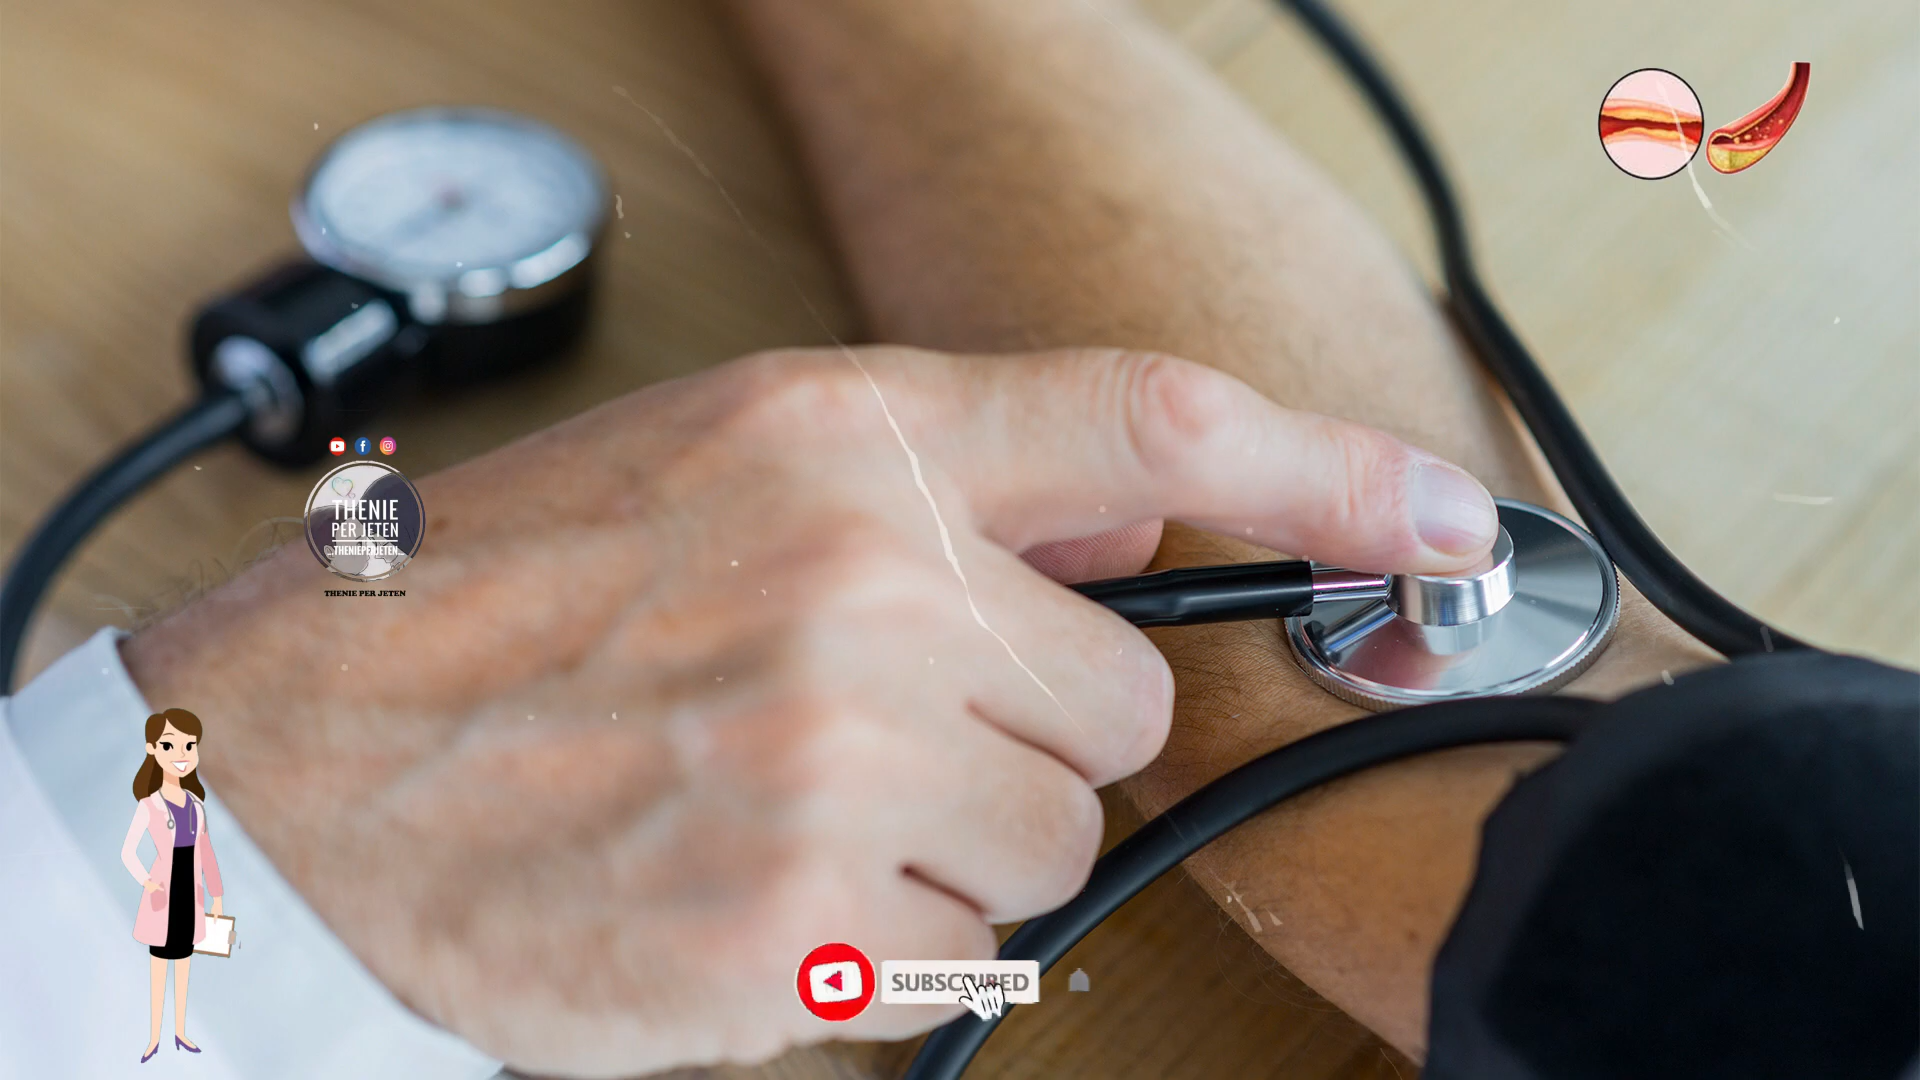 THENIE
PER JETEN
...THENIEPERJETEN...
THENIE PER JETEN
SUBSCRIBED